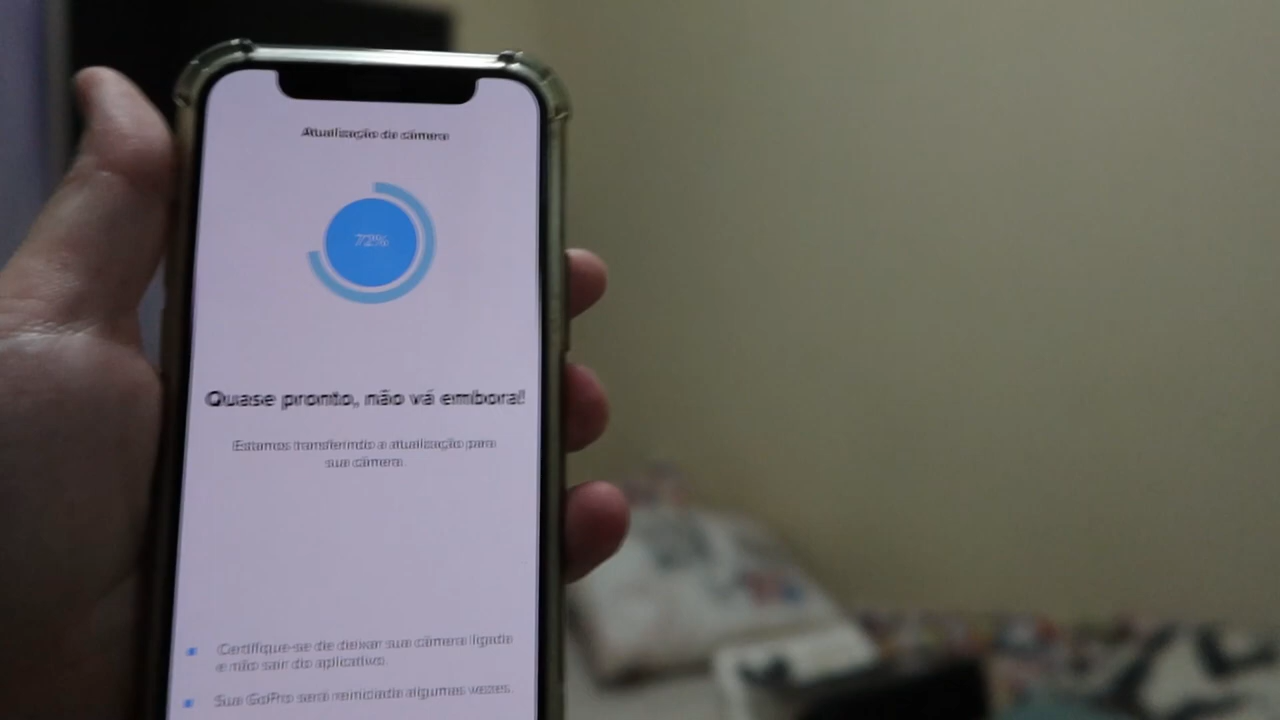 Atualização da câmera
72%
Quase pronto, não vá embora!
Estamos transferindo a atualização para
sua câmera.
Certifique-se de deixar sua câmera ligada
e não sair do aplicativo.
Sua GoPro será reiniciada algumas vezes.